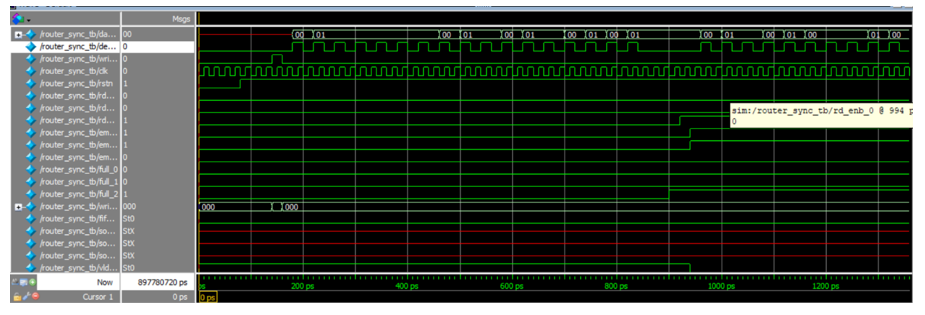 Msgs
/router_sync_tb/da... 00 00 01 00 01 00 01 00 01 00 01 00 01 00 01 01 00
/router_sync_tb/de... 0
/router_sync_tb/wri... 0
/router_sync_tb/clk 0
/router_sync_tb/rstn 1
/router_sync_tb/rd... 0
/router_sync_tb/rd... 0
/router_sync_tb/rd... 1
sim:/router_sync_tb/rd_enb_0 @ 994 p
0
/router_sync_tb/em... 1
/router_sync_tb/em... 1
/router_sync_tb/em... 0
/router_sync_tb/full_0 0
/router_sync_tb/full_1 0
/router_sync_tb/full_2 1
/router_sync_tb/wri... 000 000 000
/router_sync_tb/fif... St0
/router_sync_tb/so... StX
/router_sync_tb/so... StX
/router_sync_tb/so... StX
/router_sync_tb/vld... St0
Now 897780720 ps ps 200 ps 400 ps 600 ps 800 ps 1000 ps 1200 ps
Cursor 1 0 ps 0 ps